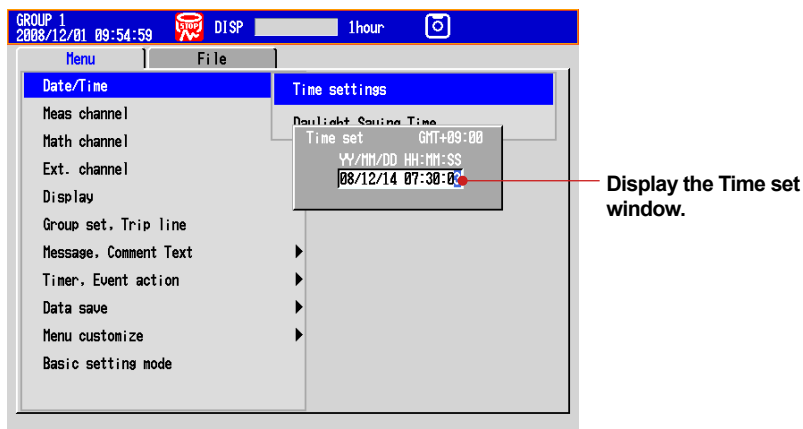 GROUP 1
2008/12/01 09:54:59
STOP
DISP
1hour
Menu
File
Date/Time
Meas channel
Math channel
Ext. channel
Display
Group set, Trip line
Message, Comment Text
Timer, Event action
Data save
Menu customize
Basic setting mode
Time settings
Daylight Saving Time
Time set GMT+09:00
YY/MM/DD HH:MM:SS
08/12/14 07:30:0
Display the Time set
window.